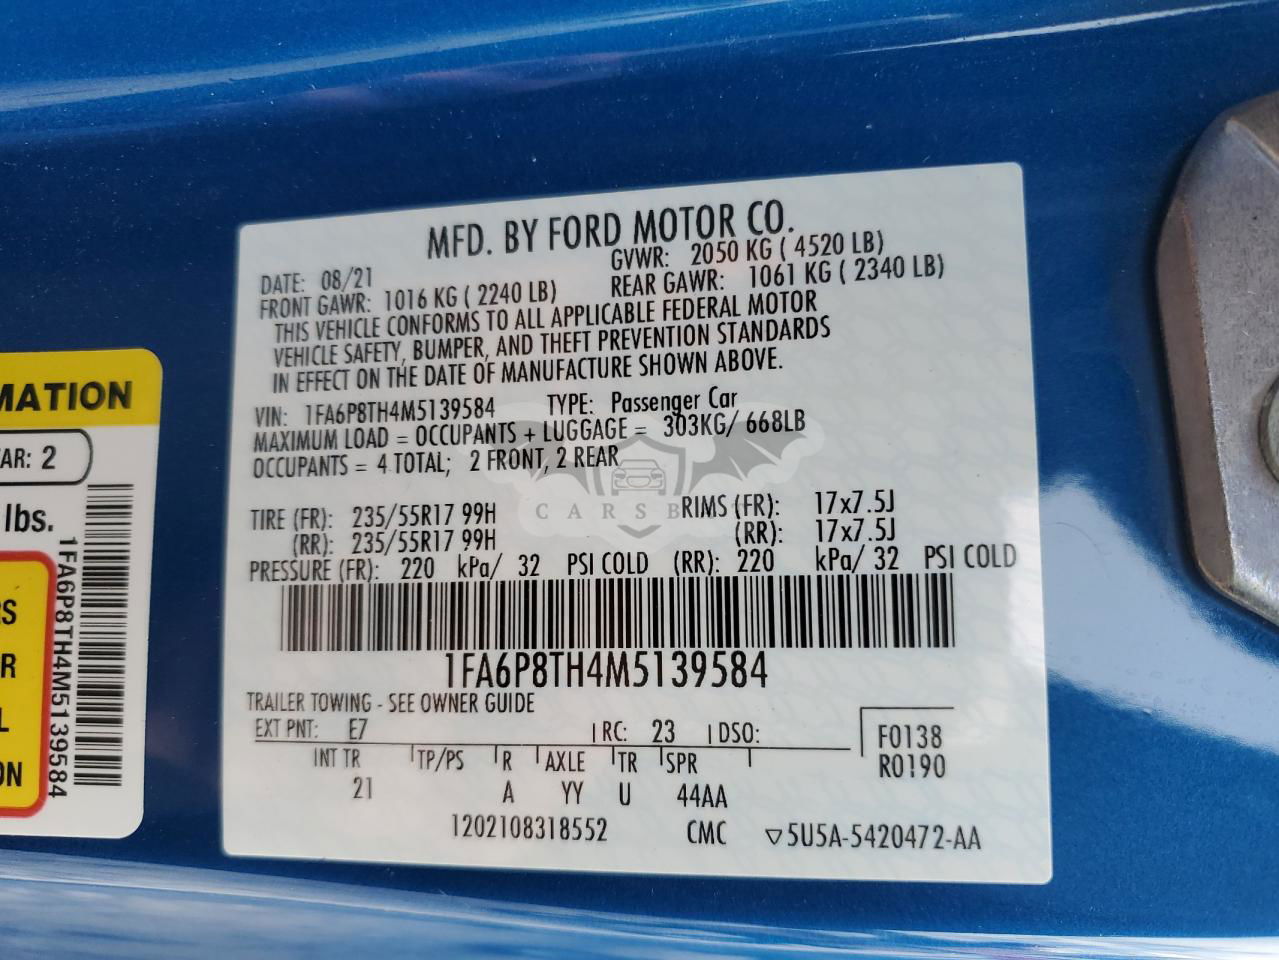 MFD. BY FORD MOTOR CO.
DATE: 08/21
GVWR: 2050 KG ( 4520 LB)
FRONT GAWR: 1016 KG ( 2240 LB)
REAR GAWR: 1061 KG ( 2340 LB)
THIS VEHICLE CONFORMS TO ALL APPLICABLE FEDERAL MOTOR
VEHICLE SAFETY, BUMPER, AND THEFT PREVENTION STANDARDS
IN EFFECT ON THE DATE OF MANUFACTURE SHOWN ABOVE.
VIN: 1FA6P8TH4M5139584 TYPE: Passenger Car
MAXIMUM LOAD = OCCUPANTS + LUGGAGE = 303KG/ 668LB
OCCUPANTS = 4 TOTAL; 2 FRONT, 2 REAR
TIRE (FR): 235/55R17 99H RIMS (FR): 17x7.5J
(RR): 235/55R17 99H (RR): 17x7.5J
PRESSURE (FR): 220 kPa/ 32 PSI COLD (RR): 220 kPa/ 32 PSI COLD
1FA6P8TH4M5139584
TRAILER TOWING - SEE OWNER GUIDE
EXT PNT: E7 RC: 23 DSO:
F0138
R0190
INT TR TP/PS R AXLE TR SPR
21 A YY U 44AA
1202108318552 CMC 5U5A-5420472-AA
MATION
AR: 2
lbs.
RS
R
L
ON
1FA6P8TH4M5139584